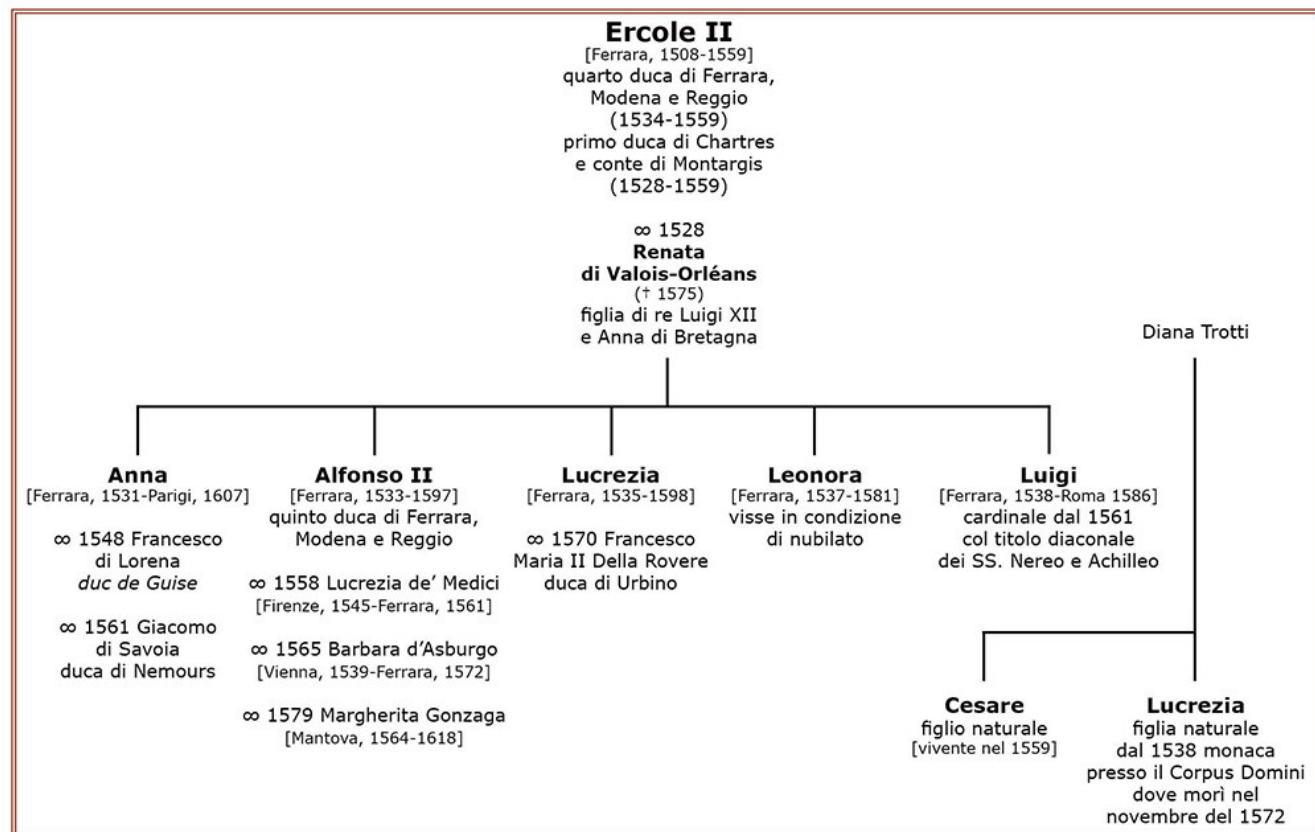 Ercole II
[Ferrara, 1508-1559]
quarto duca di Ferrara,
Modena e Reggio
(1534-1559)
primo duca di Chartres
e conte di Montargis
(1528-1559)
∞ 1528
Renata
di Valois-Orléans
(† 1575)
figlia di re Luigi XII
e Anna di Bretagna
Diana Trotti
Anna
[Ferrara, 1531-Parigi, 1607]
∞ 1548 Francesco
di Lorena
duc de Guise
∞ 1561 Giacomo
di Savoia
duca di Nemours
Alfonso II
[Ferrara, 1533-1597]
quinto duca di Ferrara,
Modena e Reggio
∞ 1558 Lucrezia de’ Medici
[Firenze, 1545-Ferrara, 1561]
∞ 1565 Barbara d’Asburgo
[Vienna, 1539-Ferrara, 1572]
∞ 1579 Margherita Gonzaga
[Mantova, 1564-1618]
Lucrezia
[Ferrara, 1535-1598]
∞ 1570 Francesco
Maria II Della Rovere
duca di Urbino
Leonora
[Ferrara, 1537-1581]
visse in condizione
di nubilato
Luigi
[Ferrara, 1538-Roma 1586]
cardinale dal 1561
col titolo diaconale
dei SS. Nereo e Achilleo
Cesare
figlio naturale
[vivente nel 1559]
Lucrezia
figlia naturale
dal 1538 monaca
presso il Corpus Domini
dove morì nel
novembre del 1572